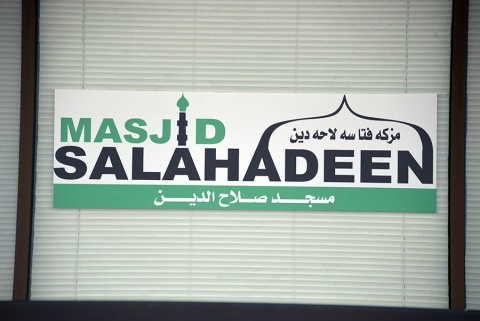 MASJID
مزكه فتا سه لاحه دين
SALAHADEEN
مسجد صلاح الدين